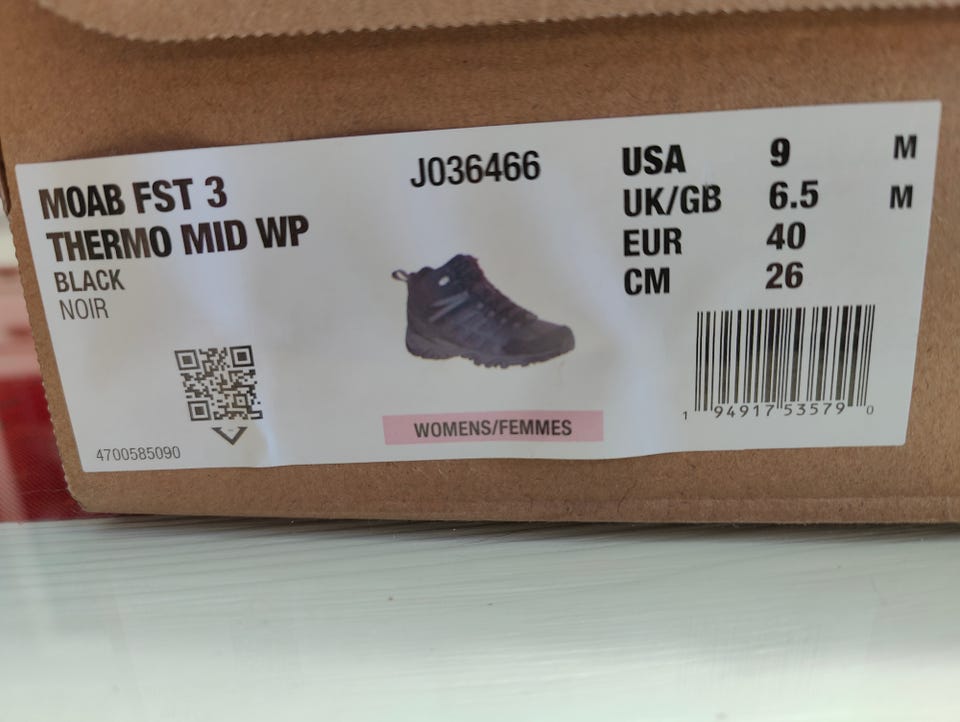 MOAB FST 3
THERMO MID WP
BLACK
NOIR
4700585090
J036466
WOMENS/FEMMES
USA 9 M
UK/GB 6.5 M
EUR 40
CM 26
1 94917 53579 0